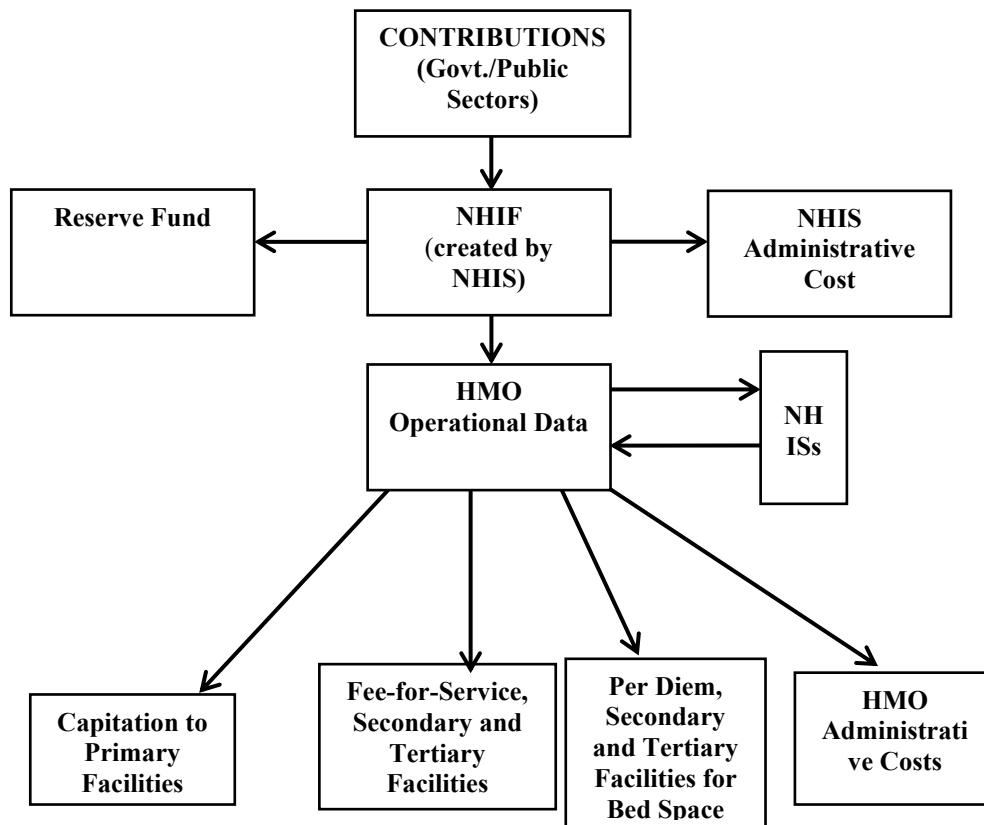 CONTRIBUTIONS
(Govt./Public
Sectors)
Reserve Fund
NHIF
(created by
NHIS)
NHIS
Administrative
Cost
HMO
Operational Data
NH
ISs
Capitation to
Primary
Facilities
Fee-for-Service,
Secondary and
Tertiary
Facilities
Per Diem,
Secondary
and Tertiary
Facilities for
Bed Space
HMO
Administrati
ve Costs